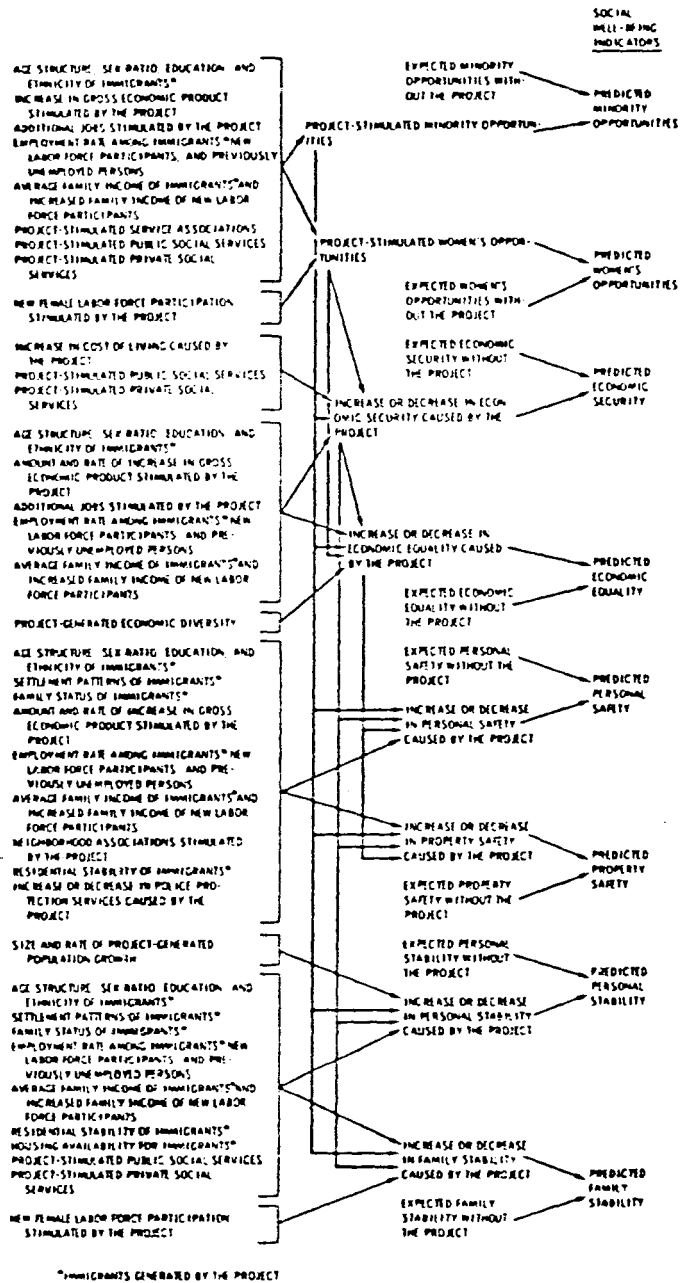 SOCIAL
WELL-BEING
INDICATORS
AGE STRUCTURE, SEX RATIO, EDUCATION, AND
ETHNICITY OF IMMIGRANTS*
INCREASE IN GROSS ECONOMIC PRODUCT
STIMULATED BY THE PROJECT
ADDITIONAL JOBS STIMULATED BY THE PROJECT
EMPLOYMENT RATE AMONG IMMIGRANTS* NEW
LABOR FORCE PARTICIPANTS, AND PREVIOUSLY
UNEMPLOYED PERSONS
AVERAGE FAMILY INCOME OF IMMIGRANTS* AND
INCREASED FAMILY INCOME OF NEW LABOR
FORCE PARTICIPANTS
PROJECT-STIMULATED SERVICE ASSOCIATIONS
PROJECT-STIMULATED PUBLIC SOCIAL SERVICES
PROJECT-STIMULATED PRIVATE SOCIAL
SERVICES
NEW FEMALE LABOR FORCE PARTICIPATION
STIMULATED BY THE PROJECT
INCREASE IN COST OF LIVING CAUSED BY
THE PROJECT
PROJECT-STIMULATED PUBLIC SOCIAL SERVICES
PROJECT-STIMULATED PRIVATE SOCIAL
SERVICES
AGE STRUCTURE, SEX RATIO, EDUCATION, AND
ETHNICITY OF IMMIGRANTS*
AMOUNT AND RATE OF INCREASE IN GROSS
ECONOMIC PRODUCT STIMULATED BY THE
PROJECT
ADDITIONAL JOBS STIMULATED BY THE PROJECT
EMPLOYMENT RATE AMONG IMMIGRANTS* NEW
LABOR FORCE PARTICIPANTS, AND PRE-
VIOUSLY UNEMPLOYED PERSONS
AVERAGE FAMILY INCOME OF IMMIGRANTS* AND
INCREASED FAMILY INCOME OF NEW LABOR
FORCE PARTICIPANTS
PROJECT-GENERATED ECONOMIC DIVERSITY
AGE STRUCTURE, SEX RATIO, EDUCATION, AND
ETHNICITY OF IMMIGRANTS*
SETTLEMENT PATTERNS OF IMMIGRANTS*
FAMILY STATUS OF IMMIGRANTS*
AMOUNT AND RATE OF INCREASE IN GROSS
ECONOMIC PRODUCT STIMULATED BY THE
PROJECT
EMPLOYMENT RATE AMONG IMMIGRANTS* NEW
LABOR FORCE PARTICIPANTS, AND PRE-
VIOUSLY UNEMPLOYED PERSONS
AVERAGE FAMILY INCOME OF IMMIGRANTS* AND
INCREASED FAMILY INCOME OF NEW LABOR
FORCE PARTICIPANTS
NEIGHBORHOOD ASSOCIATIONS STIMULATED
BY THE PROJECT
RESIDENTIAL STABILITY OF IMMIGRANTS*
INCREASE OR DECREASE IN POLICE PRO-
TECTION SERVICES CAUSED BY THE
PROJECT
SIZE AND RATE OF PROJECT-GENERATED
POPULATION GROWTH
AGE STRUCTURE, SEX RATIO, EDUCATION, AND
ETHNICITY OF IMMIGRANTS*
SETTLEMENT PATTERNS OF IMMIGRANTS*
FAMILY STATUS OF IMMIGRANTS*
EMPLOYMENT RATE AMONG IMMIGRANTS* NEW
LABOR FORCE PARTICIPANTS, AND PRE-
VIOUSLY UNEMPLOYED PERSONS
AVERAGE FAMILY INCOME OF IMMIGRANTS* AND
INCREASED FAMILY INCOME OF NEW LABOR
FORCE PARTICIPANTS
RESIDENTIAL STABILITY OF IMMIGRANTS*
HOUSING AVAILABILITY FOR IMMIGRANTS*
PROJECT-STIMULATED PUBLIC SOCIAL SERVICES
PROJECT-STIMULATED PRIVATE SOCIAL
SERVICES
NEW FEMALE LABOR FORCE PARTICIPATION
STIMULATED BY THE PROJECT
EXPECTED MINORITY
OPPORTUNITIES WITH-
OUT THE PROJECT
PROJECT-STIMULATED MINORITY OPPORTUN-
ITIES
PREDICTED
MINORITY
OPPORTUNITIES
PROJECT-STIMULATED WOMEN'S OPPOR-
TUNITIES
EXPECTED WOMEN'S
OPPORTUNITIES WITH-
OUT THE PROJECT
PREDICTED
WOMEN'S
OPPORTUNITIES
EXPECTED ECONOMIC
SECURITY WITHOUT
THE PROJECT
INCREASE OR DECREASE IN ECON
OMIC SECURITY CAUSED BY THE
PROJECT
PREDICTED
ECONOMIC
SECURITY
INCREASE OR DECREASE IN
ECONOMIC EQUALITY CAUSED
BY THE PROJECT
EXPECTED ECONOMIC
EQUALITY WITHOUT
THE PROJECT
PREDICTED
ECONOMIC
EQUALITY
EXPECTED PERSONAL
SAFETY WITHOUT THE
PROJECT
INCREASE OR DECREASE
IN PERSONAL SAFETY
CAUSED BY THE PROJECT
PREDICTED
PERSONAL
SAFETY
INCREASE OR DECREASE
IN PROPERTY SAFETY
CAUSED BY THE PROJECT
EXPECTED PROPERTY
SAFETY WITHOUT THE
PROJECT
PREDICTED
PROPERTY
SAFETY
EXPECTED PERSONAL
STABILITY WITHOUT
THE PROJECT
INCREASE OR DECREASE
IN PERSONAL STABILITY
CAUSED BY THE PROJECT
PREDICTED
PERSONAL
STABILITY
INCREASE OR DECREASE
IN FAMILY STABILITY
CAUSED BY THE PROJECT
EXPECTED FAMILY
STABILITY WITHOUT
THE PROJECT
PREDICTED
FAMILY
STABILITY
*IMMIGRANTS GENERATED BY THE PROJECT